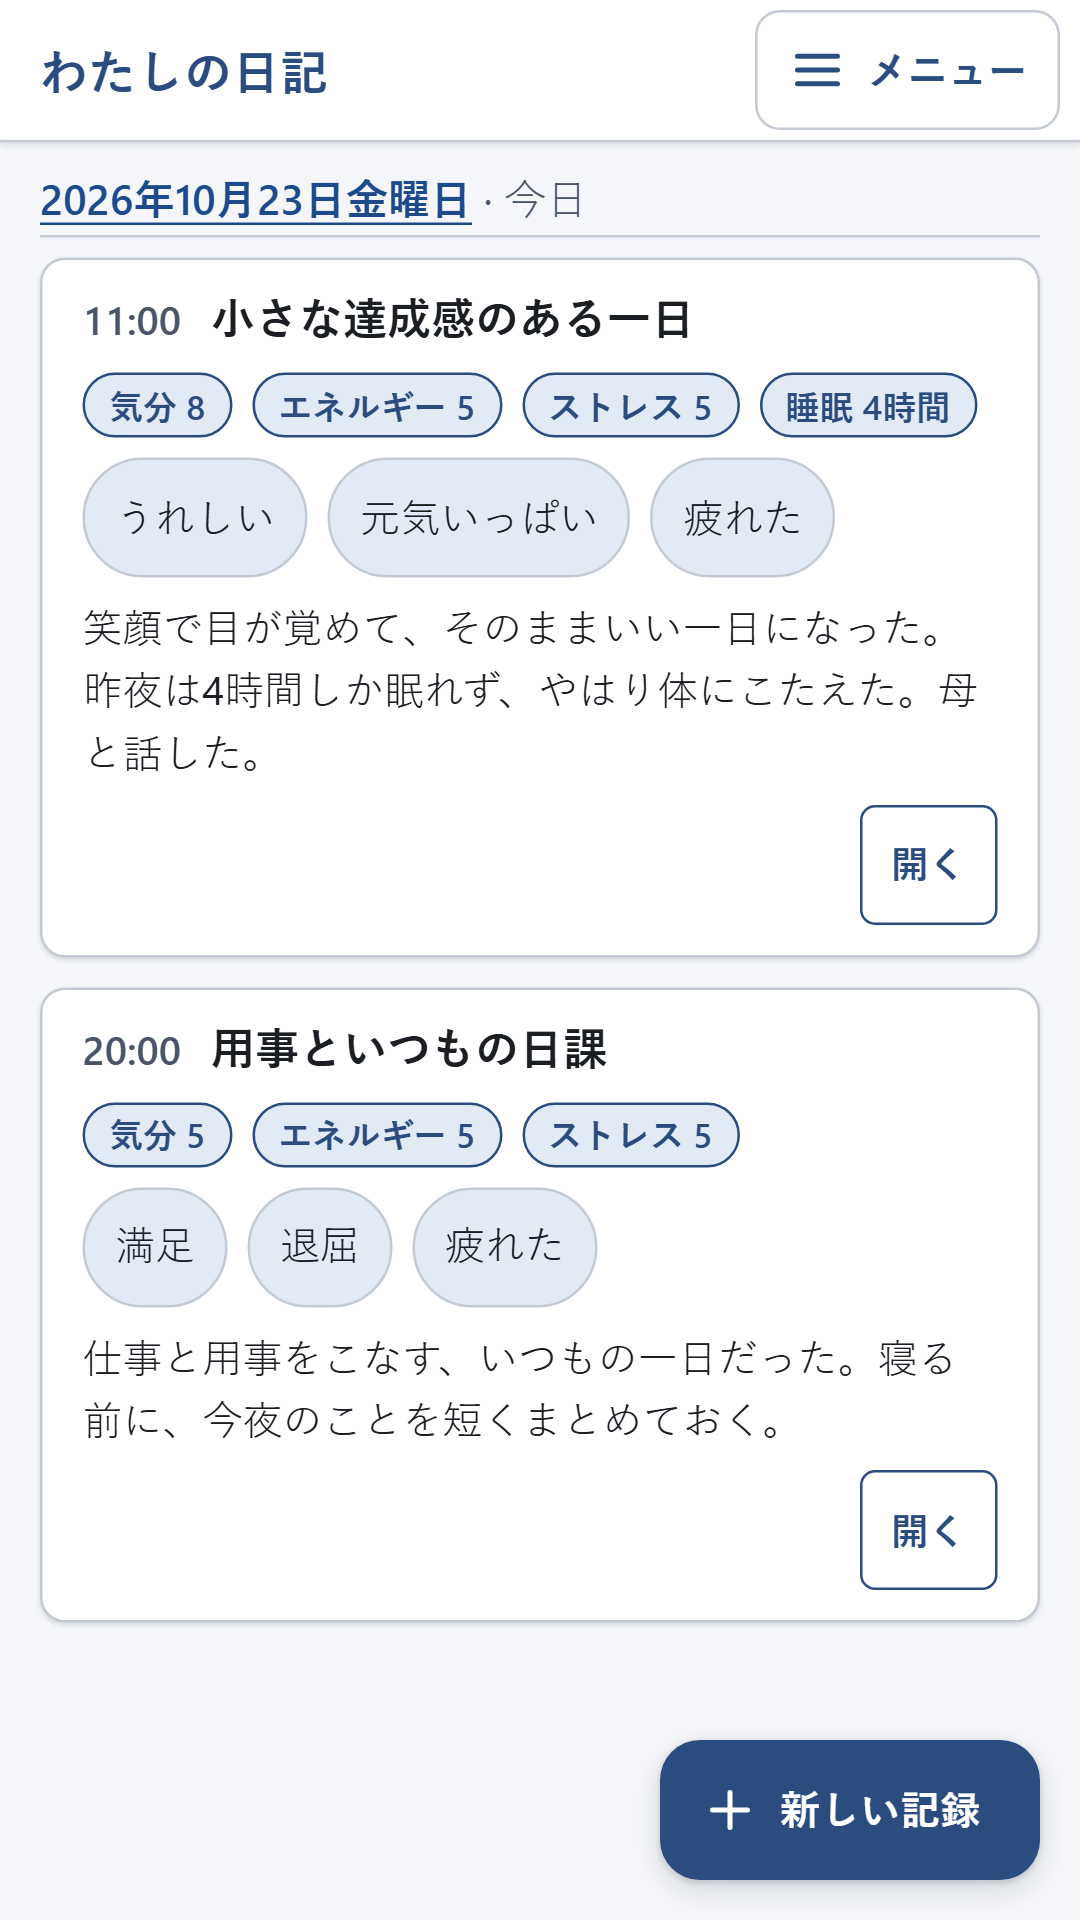 わたしの日記
メニュー
2026年10月23日金曜日 · 今日
11:00 小さな達成感のある一日
気分 8 エネルギー 5 ストレス 5 睡眠 4時間
うれしい 元気いっぱい 疲れた
笑顔で目が覚めて、そのままいい一日になった。
昨夜は4時間しか眠れず、やはり体にこたえた。母
と話した。
開く
20:00 用事といつもの日課
気分 5 エネルギー 5 ストレス 5
満足 退屈 疲れた
仕事と用事をこなす、いつもの一日だった。寝る
前に、今夜のことを短くまとめておく。
開く
新しい記録